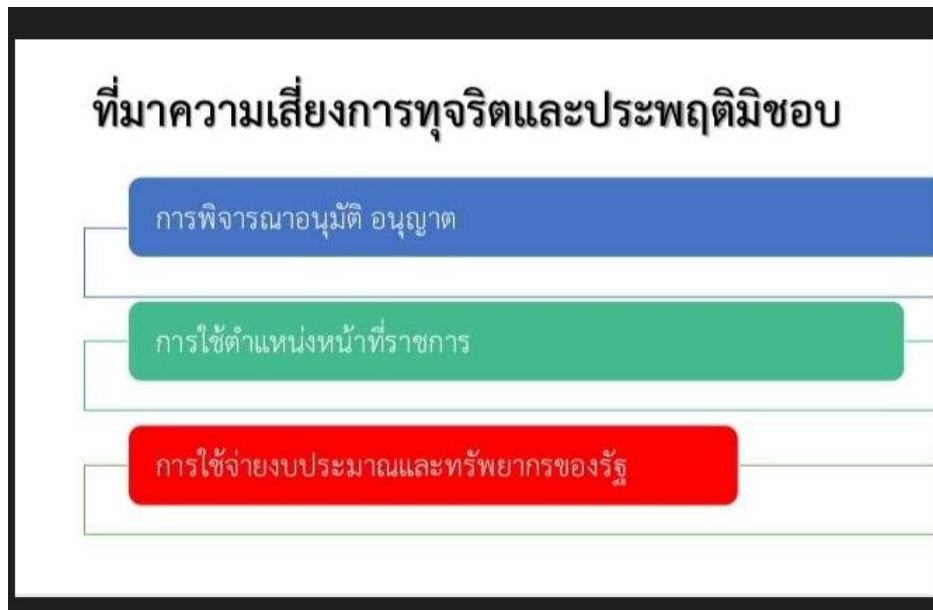 ที่มาความเสี่ยงการทุจริตและประพฤติมิชอบ
การพิจารณาอนุมัติ อนุญาต
การใช้ตำแหน่งหน้าที่ราชการ
การใช้จ่ายงบประมาณและทรัพยากรของรัฐ